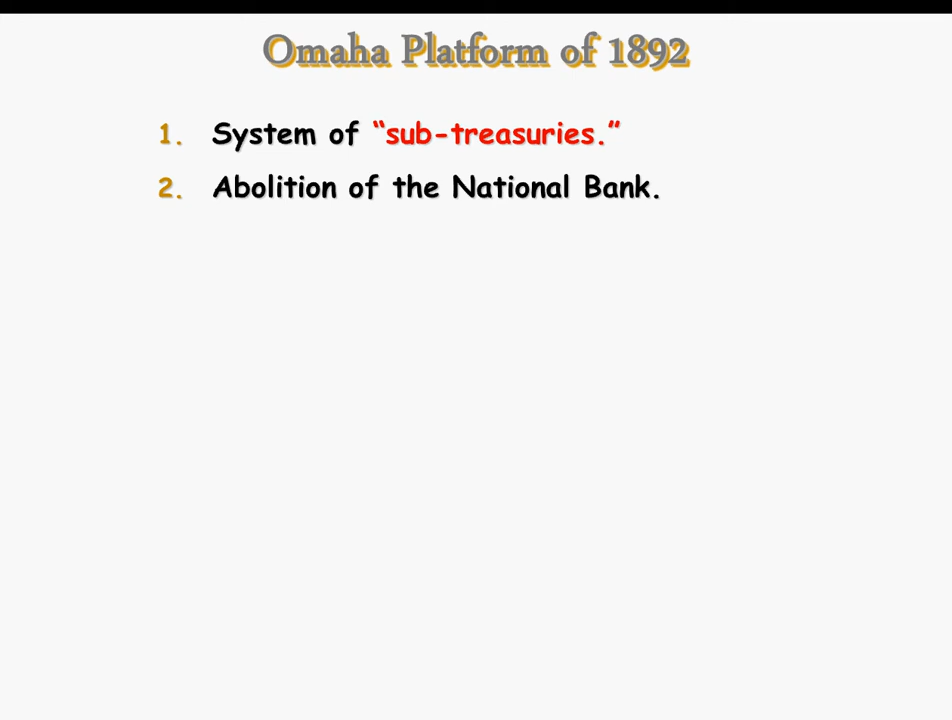 Omaha Platform of 1892
1. System of “sub-treasuries.”
2. Abolition of the National Bank.